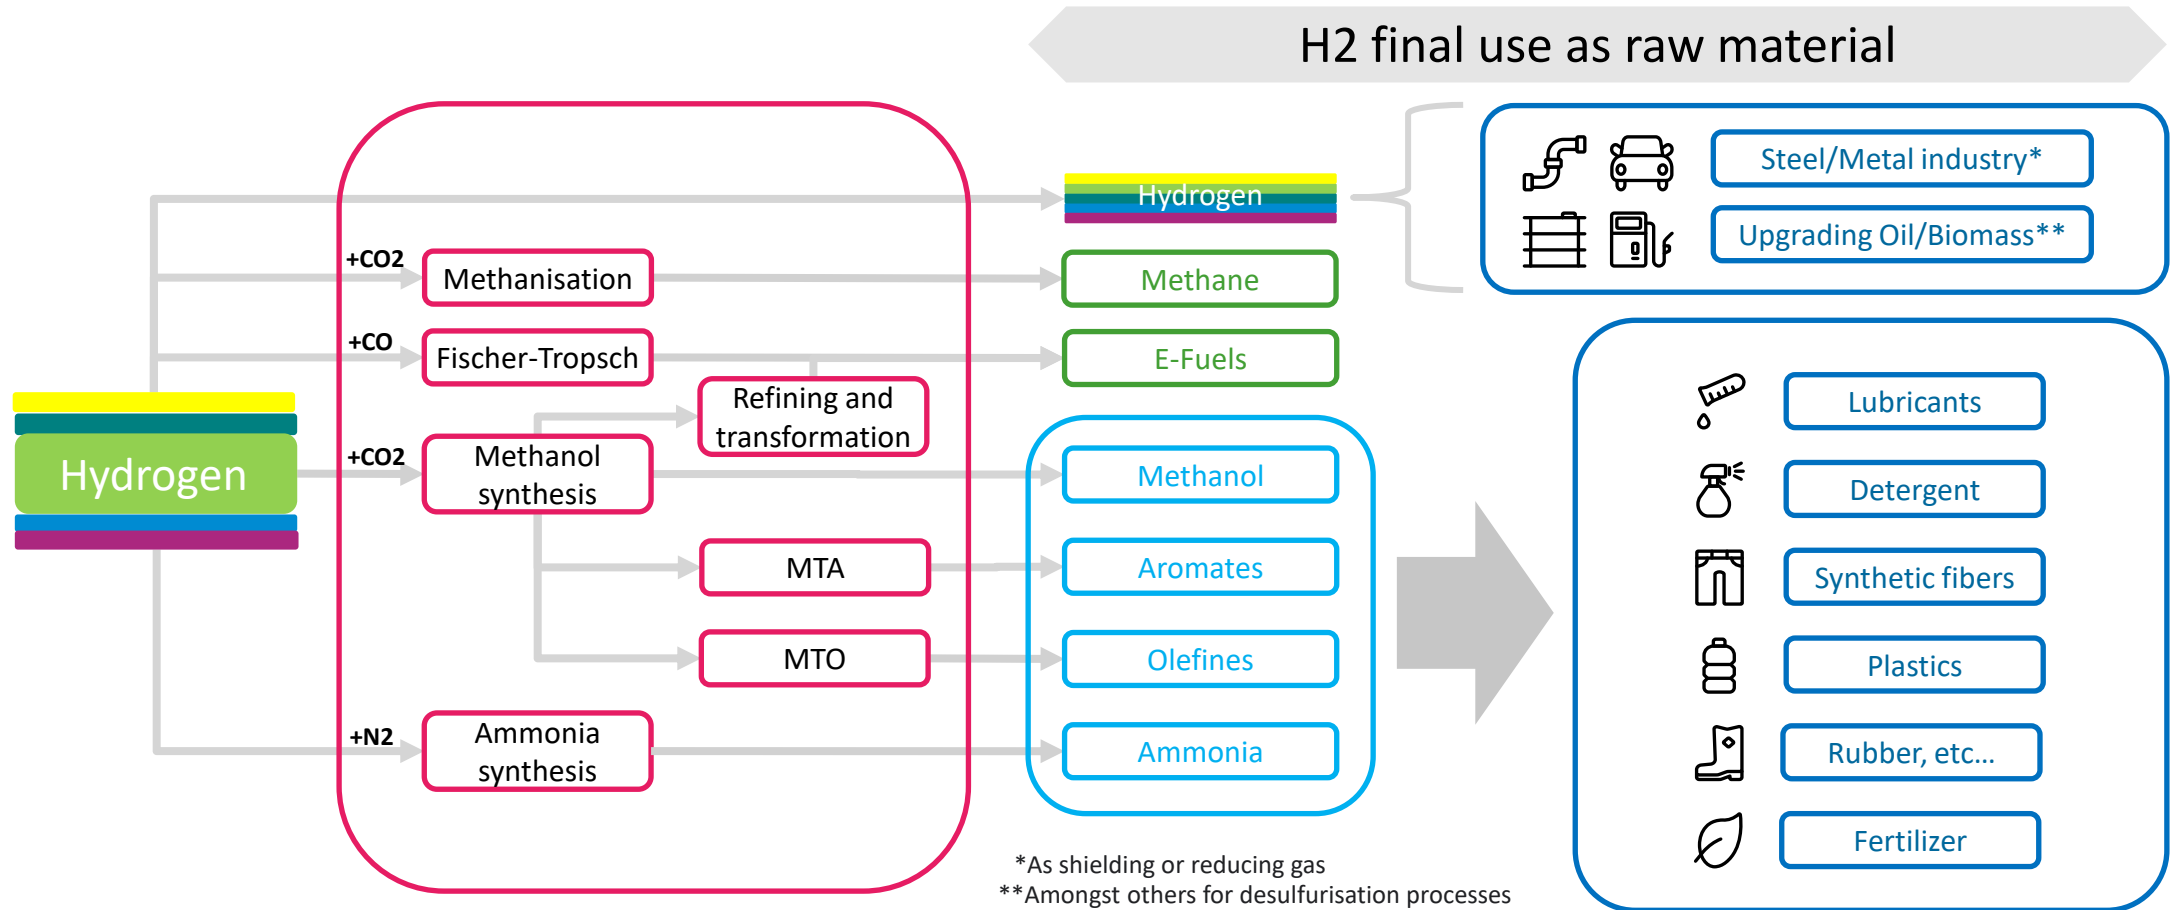 H2 final use as raw material
Hydrogen
Steel/Metal industry*
Upgrading Oil/Biomass**
+CO2
Methanisation
Methane
+CO
Fischer-Tropsch
E-Fuels
Refining and
transformation
Hydrogen
+CO2
Methanol
synthesis
Methanol
MTA
Aromates
MTO
Olefines
+N2
Ammonia
synthesis
Ammonia
Lubricants
Detergent
Synthetic fibers
Plastics
Rubber, etc...
Fertilizer
*As shielding or reducing gas
**Amongst others for desulfurisation processes